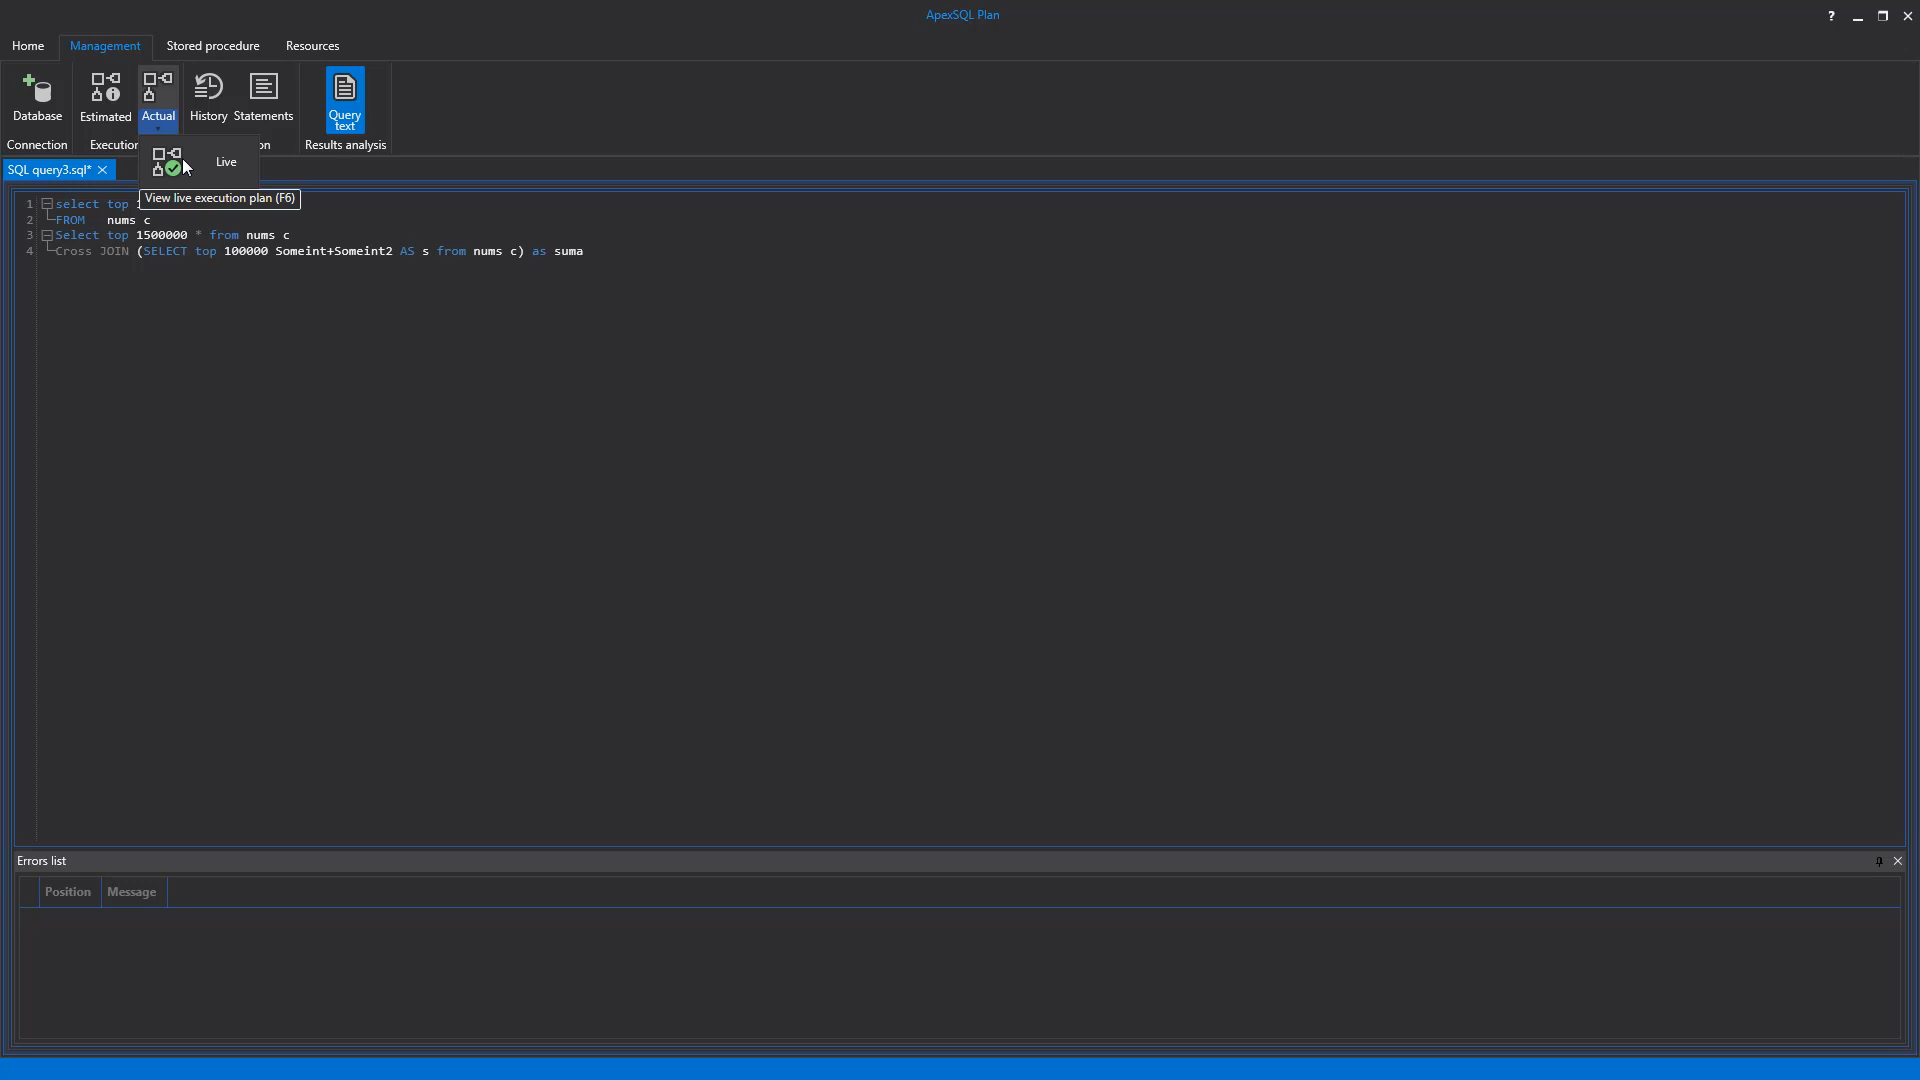 ApexSQL Plan
?
Home Management Stored procedure Resources
Database Estimated Actual History Statements Query text
Connection Results analysis
Live
SQL query3.sql*
View live execution plan (F6)
1 select top
2 FROM nums c
3 Select top 1500000 * from nums c
4 Cross JOIN (SELECT top 100000 Someint+Someint2 AS s from nums c) as suma
Errors list
Position Message